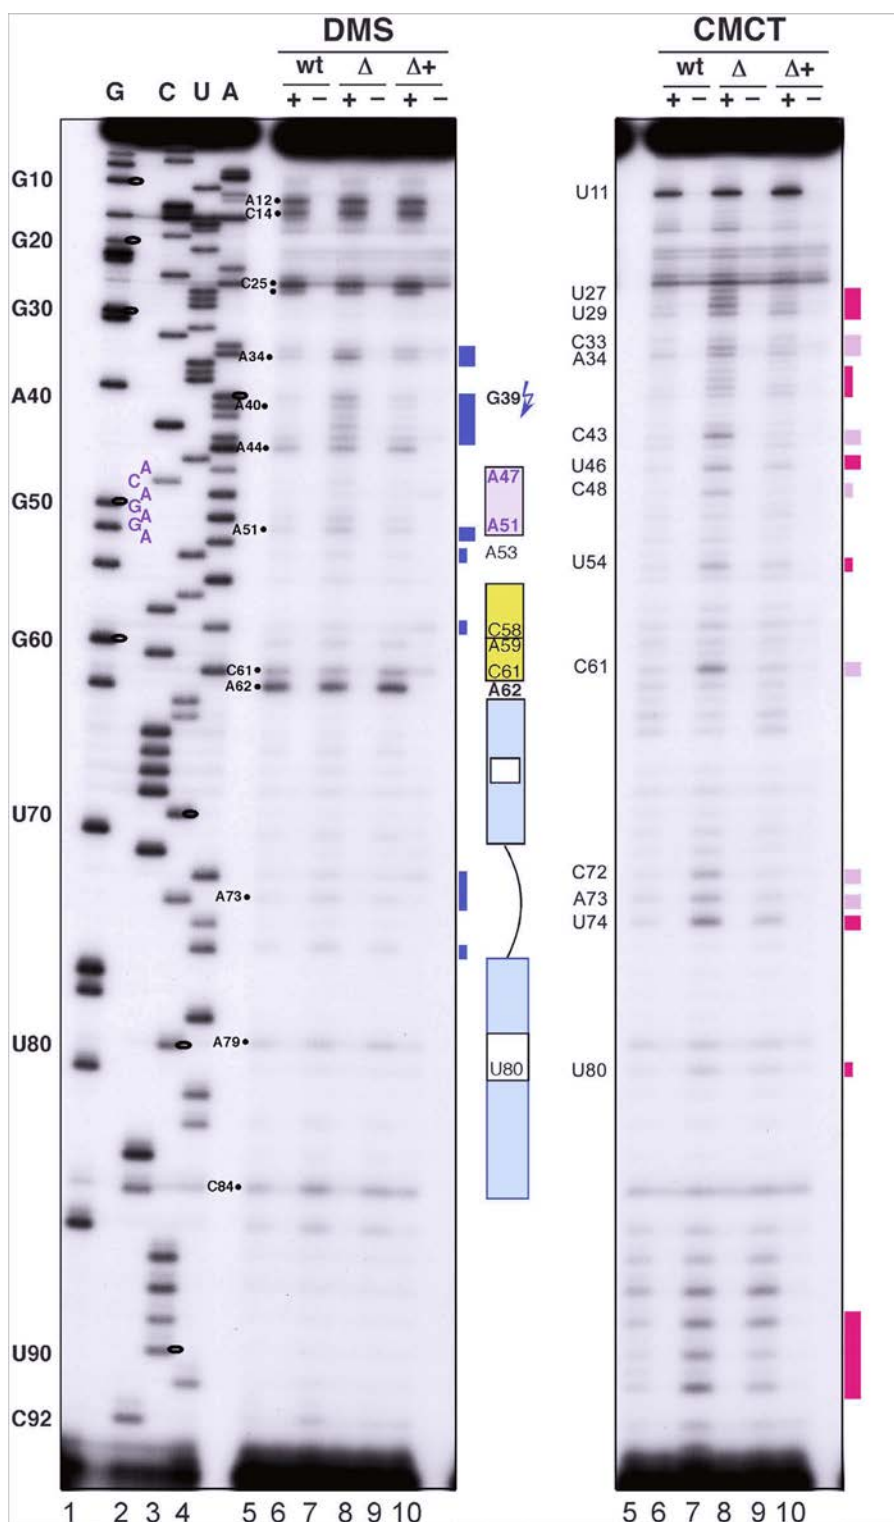 DMS CMCT
wt Δ Δ+ wt Δ Δ+
G C U A + − + − + − + − + − + −
G10
A12
U11
C14
G20
C25
U27
G30
U29
C33
A34
A34
A40
G39
A40
C43
A44
U46
A
C
A
G
A
G
A
A47
C48
G50
A51
A51
A53
U54
C58
G60
A59
C61
C61
C61
A62
A62
U70
C72
A73
A73
U74
U80
A79
U80
U80
C84
U90
C92
1 2 3 4 5 6 7 8 9 10 5 6 7 8 9 10